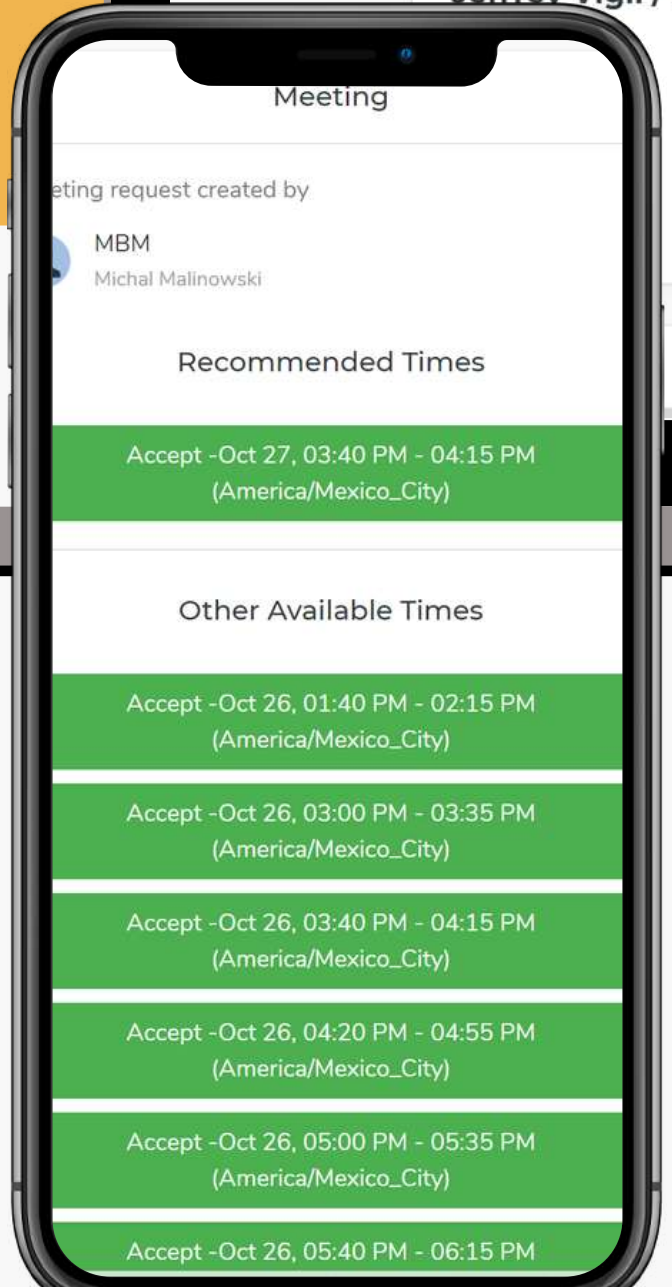 Meeting
eting request created by
MBM
Michal Malinowski
Recommended Times
Accept -Oct 27, 03:40 PM - 04:15 PM
(America/Mexico_City)
Other Available Times
Accept -Oct 26, 01:40 PM - 02:15 PM
(America/Mexico_City)
Accept -Oct 26, 03:00 PM - 03:35 PM
(America/Mexico_City)
Accept -Oct 26, 03:40 PM - 04:15 PM
(America/Mexico_City)
Accept -Oct 26, 04:20 PM - 04:55 PM
(America/Mexico_City)
Accept -Oct 26, 05:00 PM - 05:35 PM
(America/Mexico_City)
Accept -Oct 26, 05:40 PM - 06:15 PM